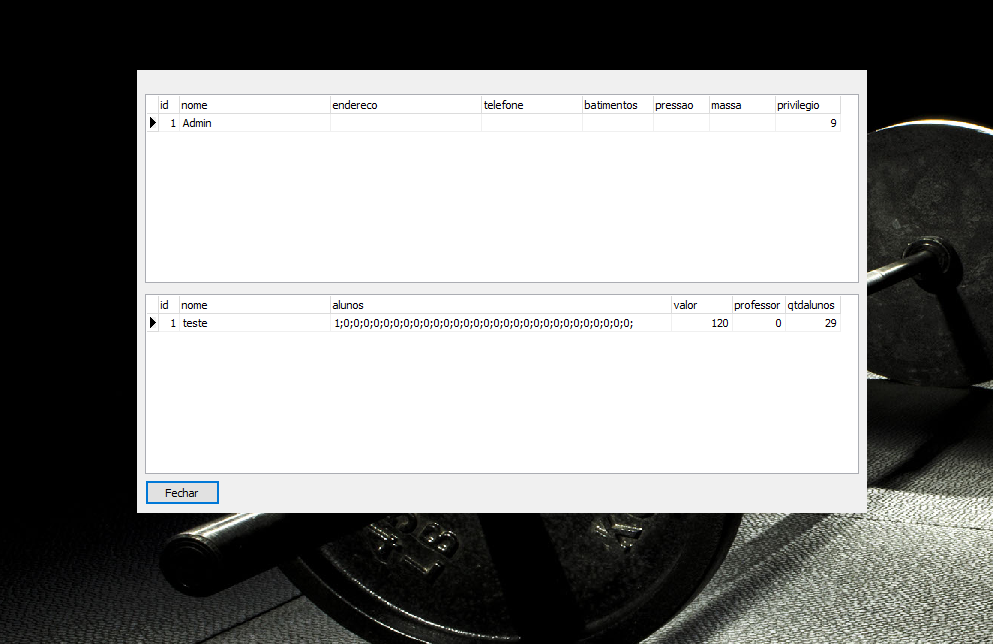 id nome endereco telefone batimentos pressao massa privilegio
1 Admin 9
id nome alunos valor professor qtdalunos
1 teste 1;0;0;0;0;0;0;0;0;0;0;0;0;0;0;0;0;0;0;0;0;0;0;0;0;0;0;0;0;0; 120 0 29
Fechar